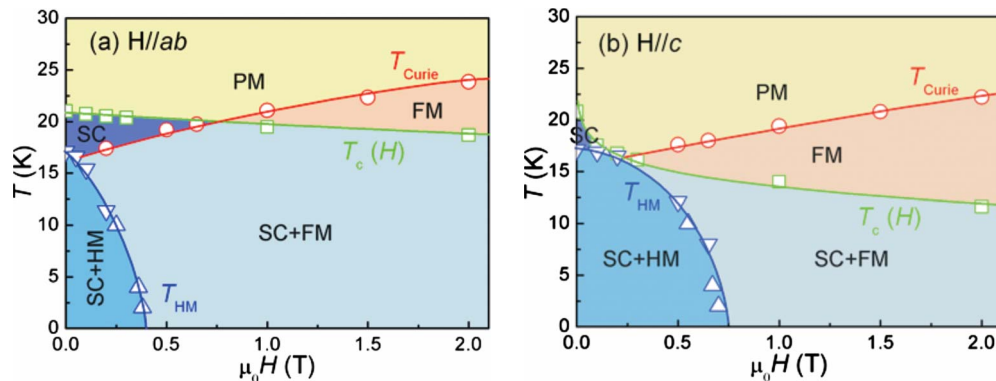 (a) H//ab
T_Curie
PM
FM
SC
T_c (H)
SC+FM
SC+HM
T_HM
T (K)
30
25
20
15
10
5
0
0.0 0.5 1.0 1.5 2.0
μ₀H (T)
(b) H//c
T_Curie
PM
SC
FM
T_HM
T_c (H)
SC+HM
SC+FM
T (K)
30
25
20
15
10
5
0
0.0 0.5 1.0 1.5 2.0
μ₀H (T)